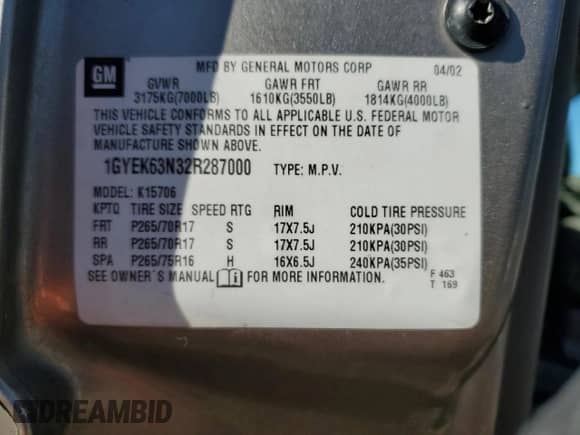 GM
MFD BY GENERAL MOTORS CORP 04/02
GVWR GAWR FRT GAWR RR
3175KG(7000LB) 1610KG(3550LB) 1814KG(4000LB)
THIS VEHICLE CONFORMS TO ALL APPLICABLE U.S. FEDERAL MOTOR
VEHICLE SAFETY STANDARDS IN EFFECT ON THE DATE OF
MANUFACTURE SHOWN ABOVE.
1GYEK63N32R287000 TYPE: M.P.V.
MODEL: K15706
KPTO TIRE SIZE SPEED RTG RIM COLD TIRE PRESSURE
FRT P265/70R17 S 17X7.5J 210KPA(30PSI)
RR P265/70R17 S 17X7.5J 210KPA(30PSI)
SPA P265/75R16 H 16X6.5J 240KPA(35PSI)
SEE OWNER'S MANUAL FOR MORE INFORMATION.
F 463
T 169
DREAMBID